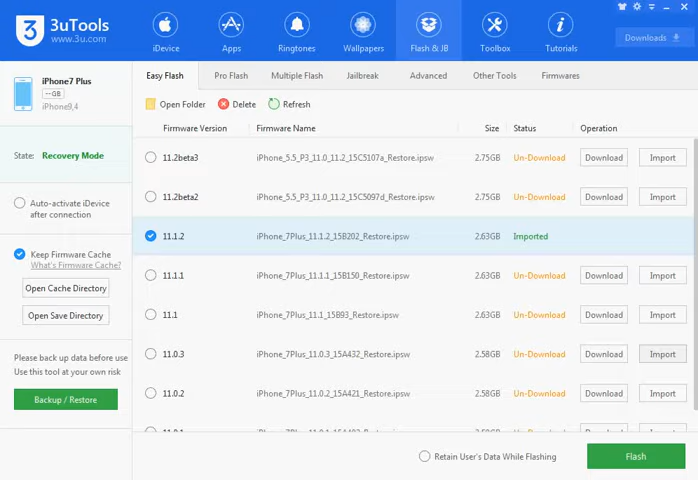 3uTools
www.3u.com
iDevice
Apps
Ringtones
Wallpapers
Flash & JB
Toolbox
Tutorials
Downloads
iPhone7 Plus
-- GB
iPhone9,4
State: Recovery Mode
Auto-activate iDevice
after connection
Keep Firmware Cache
What's Firmware Cache?
Open Cache Directory
Open Save Directory
Please back up data before use
Use this tool at your own risk
Backup / Restore
Easy Flash Pro Flash Multiple Flash Jailbreak Advanced Other Tools Firmwares
Open Folder Delete Refresh
Firmware Version Firmware Name Size Status Operation
11.2beta3 iPhone_5.5_P3_11.0_11.2_15C5107a_Restore.ipsw 2.75GB Un-Download Download Import
11.2beta2 iPhone_5.5_P3_11.0_11.2_15C5097d_Restore.ipsw 2.75GB Un-Download Download Import
11.1.2 iPhone_7Plus_11.1.2_15B202_Restore.ipsw 2.63GB Imported
11.1.1 iPhone_7Plus_11.1.1_15B150_Restore.ipsw 2.63GB Un-Download Download Import
11.1 iPhone_7Plus_11.1_15B93_Restore.ipsw 2.63GB Un-Download Download Import
11.0.3 iPhone_7Plus_11.0.3_15A432_Restore.ipsw 2.58GB Un-Download Download Import
11.0.2 iPhone_7Plus_11.0.2_15A421_Restore.ipsw 2.58GB Un-Download Download Import
Retain User's Data While Flashing
Flash